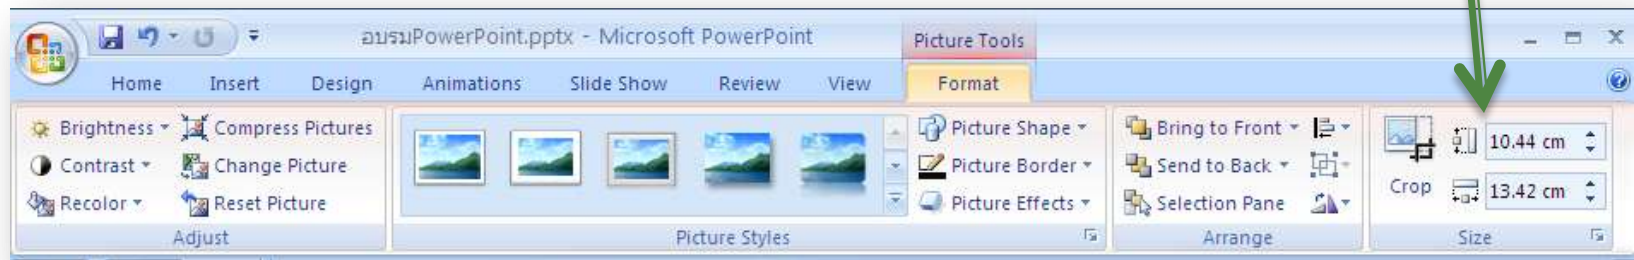 อบรมPowerPoint.pptx - Microsoft PowerPoint
Picture Tools
Home Insert Design Animations Slide Show Review View Format
Brightness Compress Pictures Picture Shape Bring to Front 10.44 cm
Contrast Change Picture Picture Border Send to Back Crop 13.42 cm
Recolor Reset Picture Picture Effects Selection Pane
Adjust Picture Styles Arrange Size